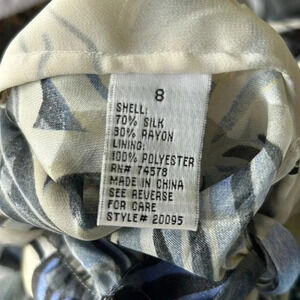 8
SHELL:
70% SILK
30% RAYON
LINING:
100% POLYESTER
RN# 74578
MADE IN CHINA
SEE REVERSE
FOR CARE
STYLE# 20095